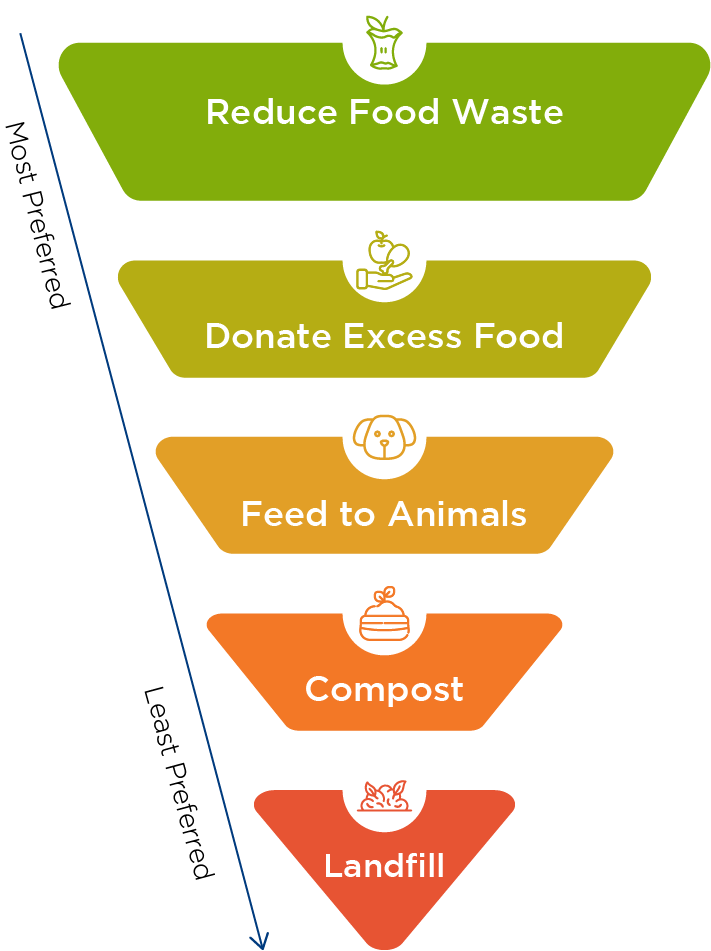 Reduce Food Waste
Most Preferred
Donate Excess Food
Feed to Animals
Compost
Least Preferred
Landfill